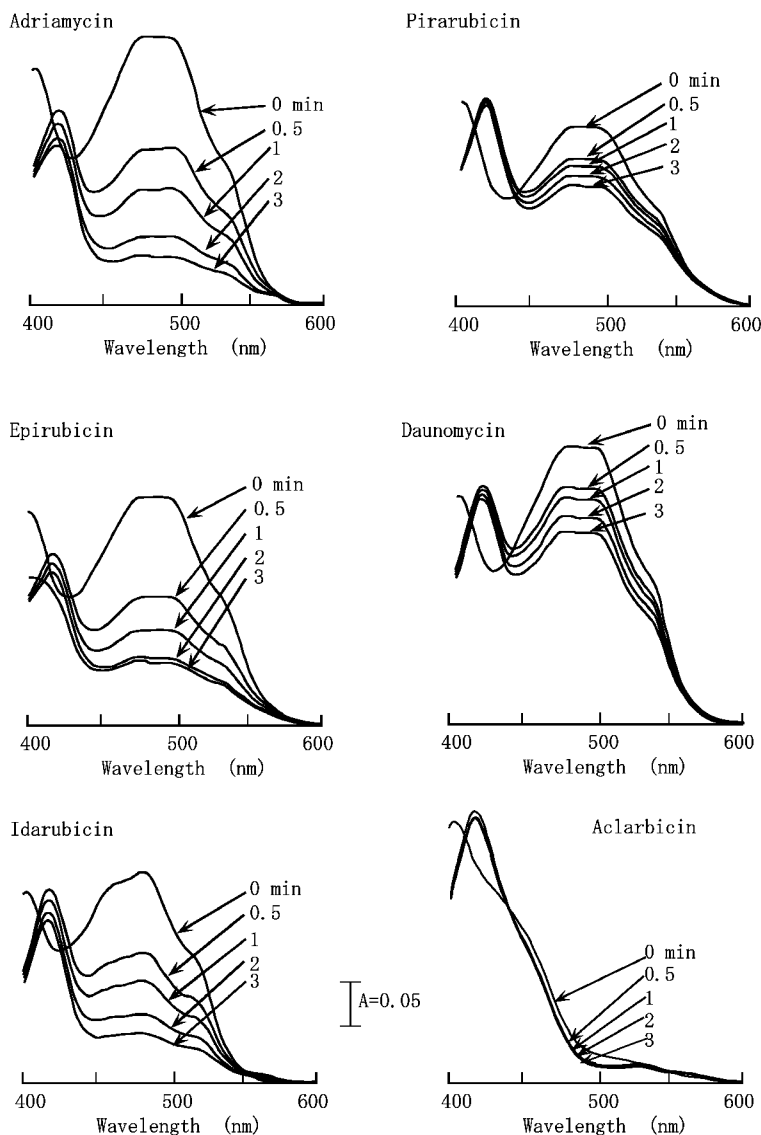 Adriamycin
0 min
0.5
1
2
3
400 500 600
Wavelength (nm)
Pirarubicin
0 min
0.5
1
2
3
400 500 600
Wavelength (nm)
Epirubicin
0 min
0.5
1
2
3
400 500 600
Wavelength (nm)
Daunomycin
0 min
0.5
1
2
3
400 500 600
Wavelength (nm)
Idarubicin
0 min
0.5
1
2
3
400 500 600
Wavelength (nm)
A=0.05
Aclarbicin
0 min
0.5
1
2
3
400 500 600
Wavelength (nm)